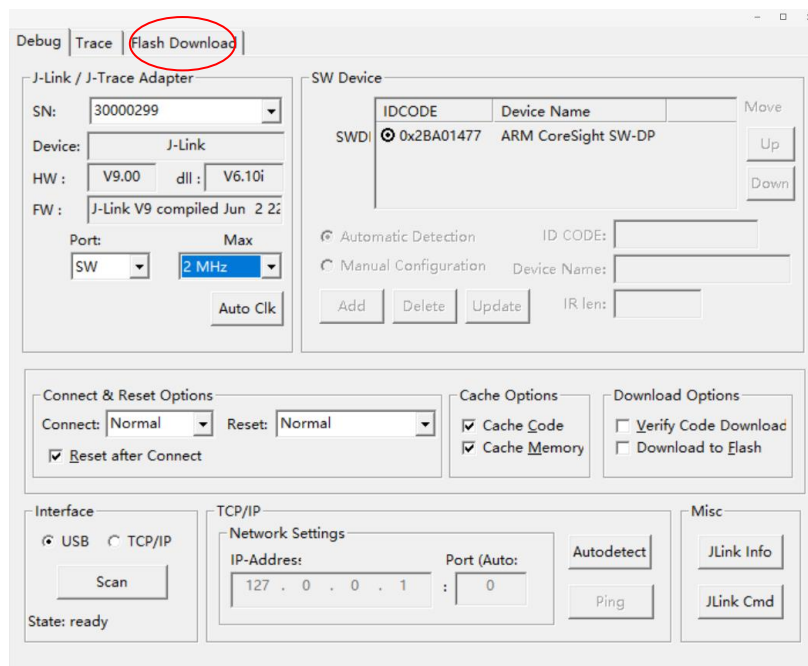 Debug Trace Flash Download
J-Link / J-Trace Adapter
SN: 30000299
Device: J-Link
HW : V9.00 dll : V6.10i
FW : J-Link V9 compiled Jun 2 22
Port: Max
SW 2 MHz
Auto Clk
SW Device
IDCODE Device Name Move
SWDI 0x2BA01477 ARM CoreSight SW-DP Up
Down
Automatic Detection ID CODE:
Manual Configuration Device Name:
Add Delete Update IR len:
Connect & Reset Options
Connect: Normal Reset: Normal
Reset after Connect
Cache Options
Cache Code
Cache Memory
Download Options
Verify Code Download
Download to Flash
Interface
USB TCP/IP
Scan
State: ready
TCP/IP
Network Settings
IP-Address: Port (Auto:
127 . 0 . 0 . 1 : 0
Autodetect
Ping
Misc
JLink Info
JLink Cmd